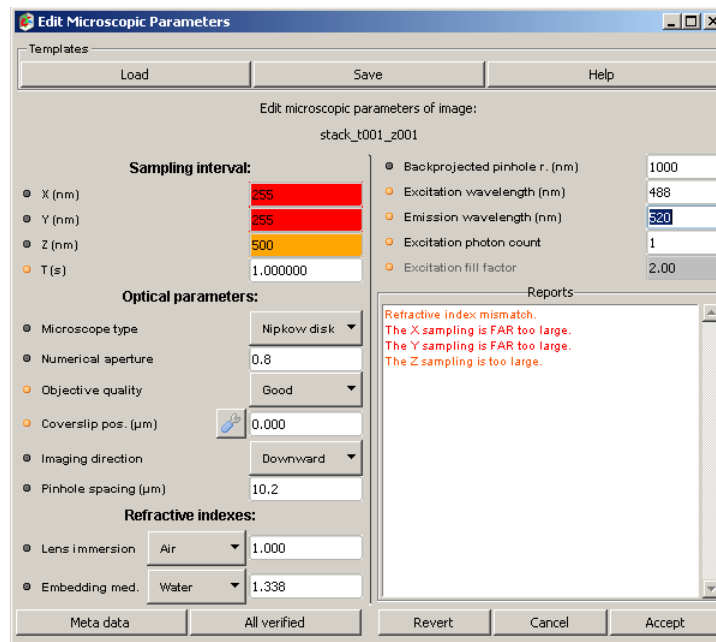 Edit Microscopic Parameters
Templates
Load Save Help
Edit microscopic parameters of image:
stack_t001_z001
Sampling interval:
X (nm) 255
Y (nm) 255
Z (nm) 500
T (s) 1.000000
Optical parameters:
Microscope type Nipkow disk
Numerical aperture 0.8
Objective quality Good
Coverslip pos. (µm) 0.000
Imaging direction Downward
Pinhole spacing (µm) 10.2
Refractive indexes:
Lens immersion Air 1.000
Embedding med. Water 1.338
Backprojected pinhole r. (nm) 1000
Excitation wavelength (nm) 488
Emission wavelength (nm) 520
Excitation photon count 1
Excitation fill factor 2.00
Reports
Refractive index mismatch.
The X sampling is FAR too large.
The Y sampling is FAR too large.
The Z sampling is too large.
Meta data All verified Revert Cancel Accept